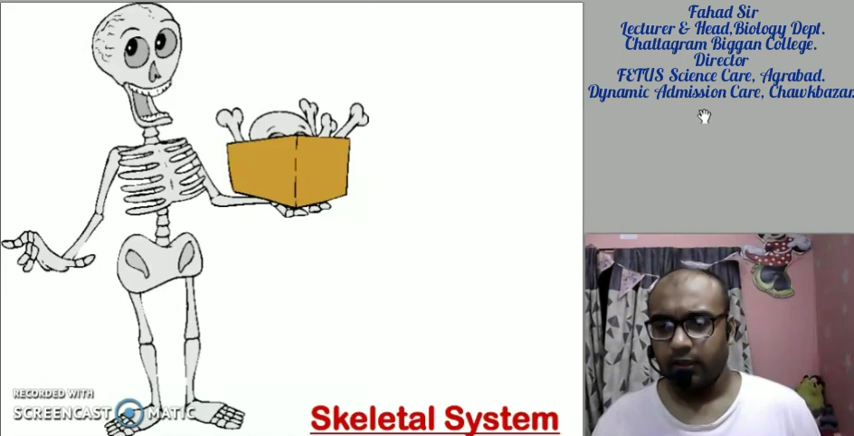 Fahad Sir
Lecturer & Head,Biology Dept.
Chattagram Biggan College.
Director
FETUS Science Care, Agrabad.
Dynamic Admission Care, Chawkbazar.
RECORDED WITH
SCREENCAST MATIC
Skeletal System